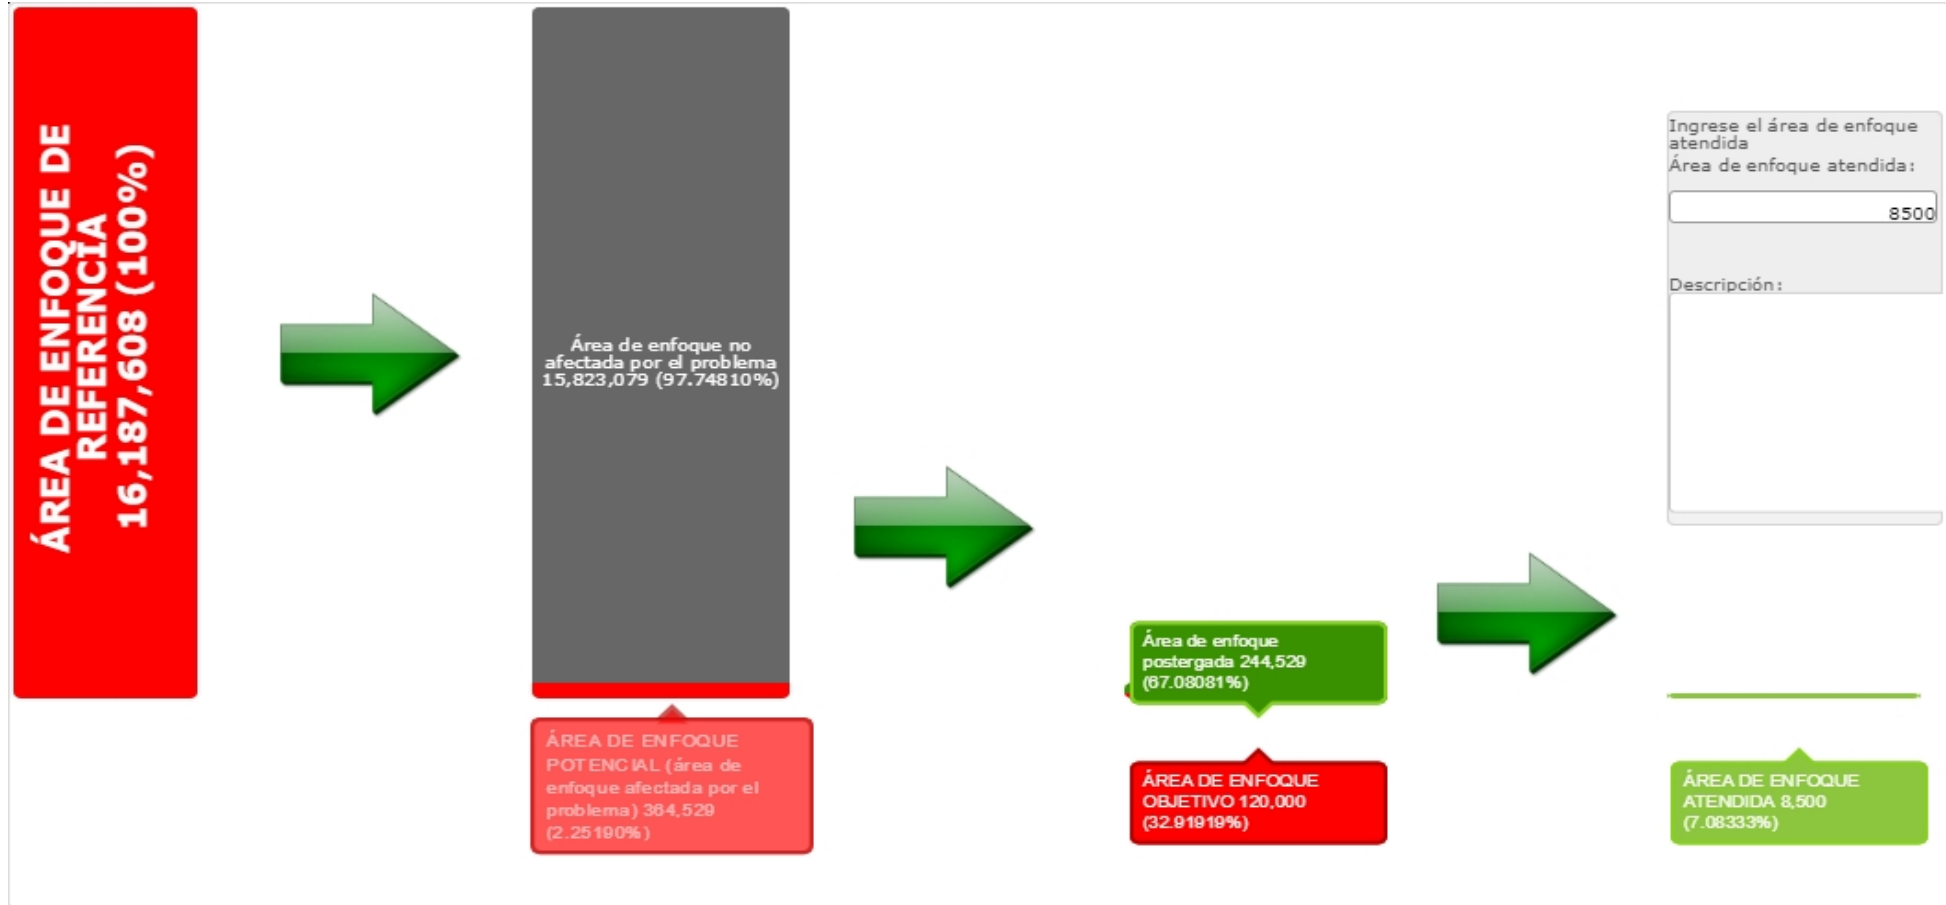 ÁREA DE ENFOQUE DE
REFERENCIA
16,187,608 (100%)
Área de enfoque no
afectada por el problema
15,823,079 (97.74810%)
ÁREA DE ENFOQUE
POTENCIAL (área de
enfoque afectada por el
problema) 364,529
(2.25190%)
Área de enfoque
postergada 244,529
(67.08081%)
ÁREA DE ENFOQUE
OBJETIVO 120,000
(32.91919%)
Ingrese el área de enfoque
atendida
Área de enfoque atendida:
8500
Descripción:
ÁREA DE ENFOQUE
ATENDIDA 8,500
(7.08333%)